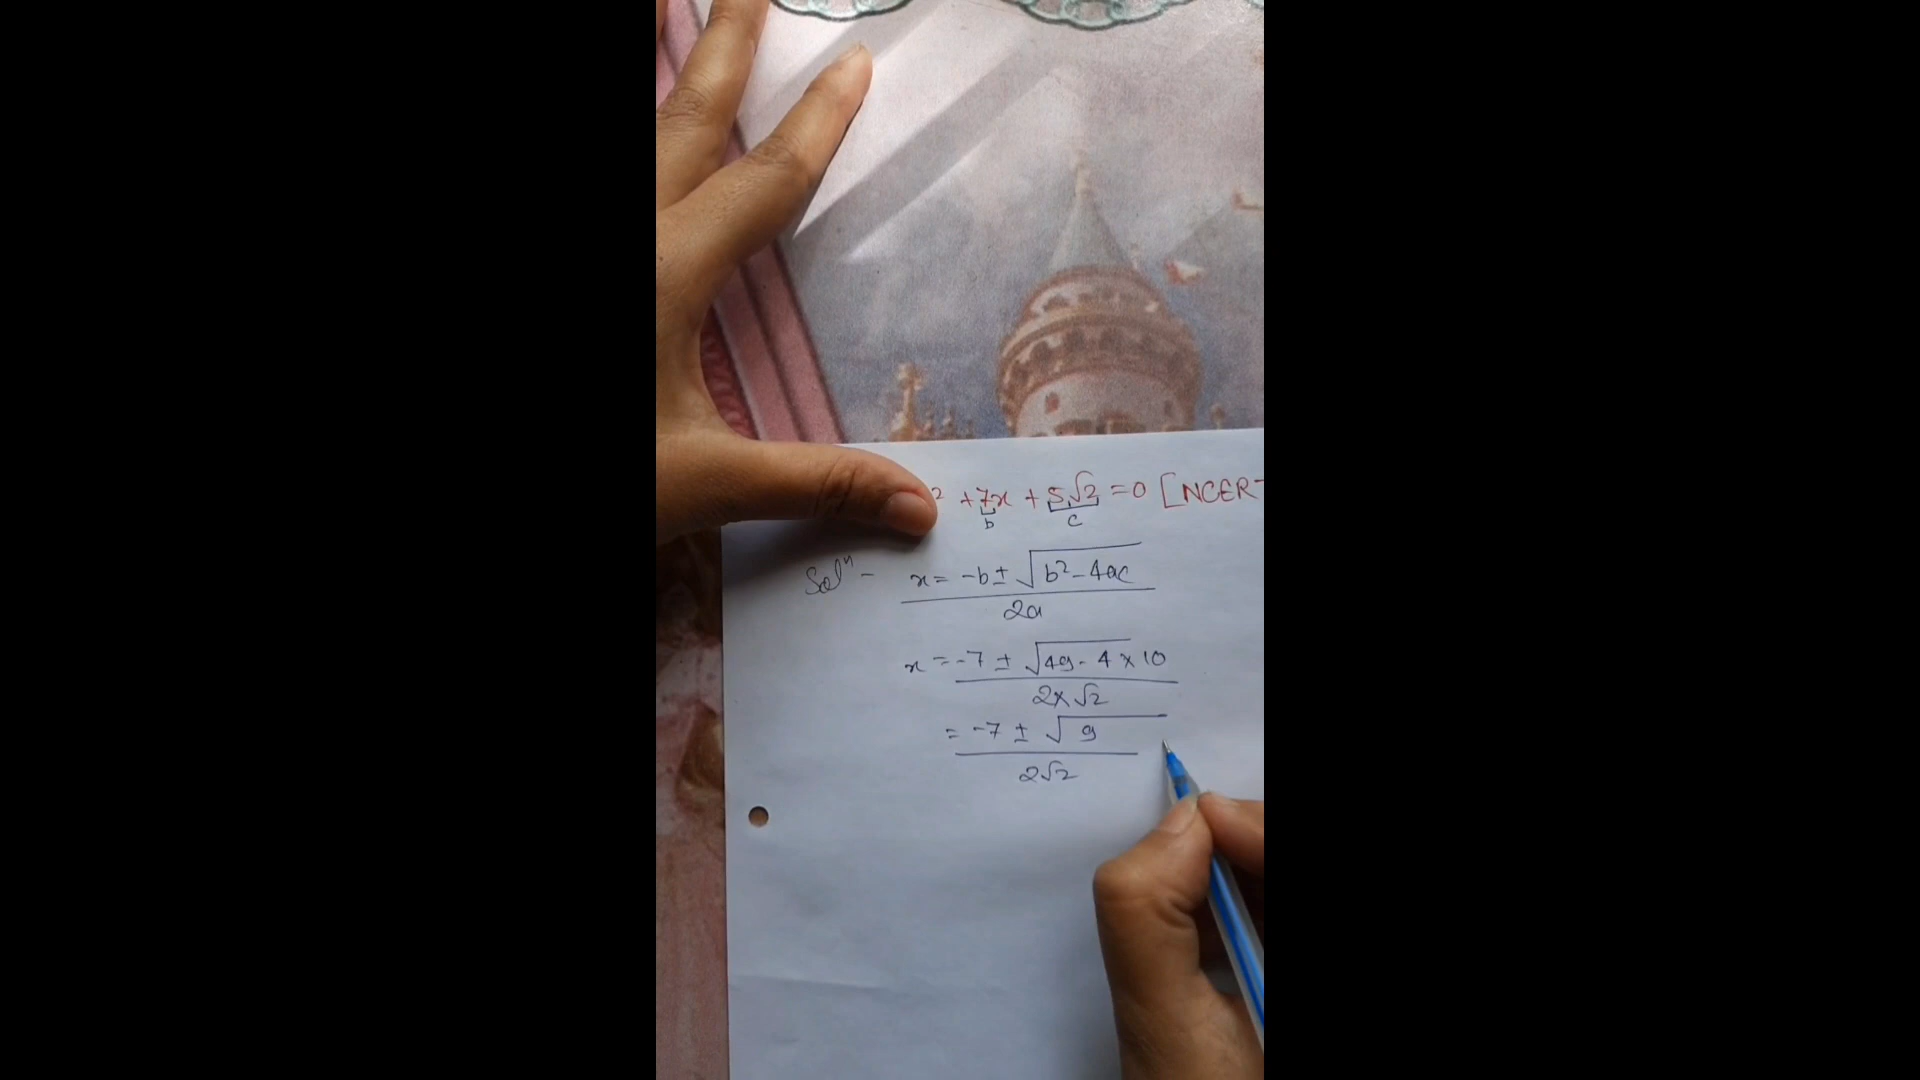 ² + 7x + 5√2 = 0 [NCER
b c
Solⁿ - x = -b ± √b² - 4ac
2a
x = -7 ± √49 - 4 × 10
2 × √2
= -7 ± √9
2√2